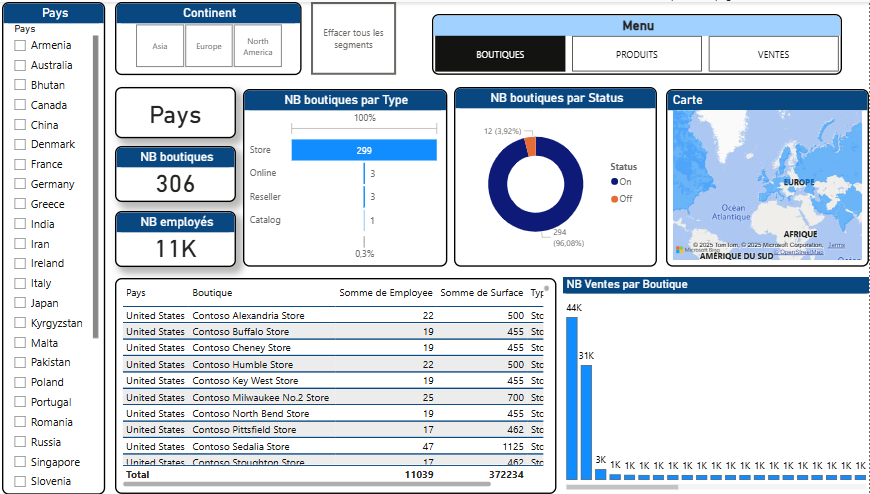 Pays
Pays
Armenia
Australia
Bhutan
Canada
China
Denmark
France
Germany
Greece
India
Iran
Ireland
Italy
Japan
Kyrgyzstan
Malta
Pakistan
Poland
Portugal
Romania
Russia
Singapore
Slovenia
Continent
Asia
Europe
North America
Effacer tous les segments
Menu
BOUTIQUES
PRODUITS
VENTES
Pays
NB boutiques
306
NB employés
11K
NB boutiques par Type
100%
Store 299
Online 3
Reseller 3
Catalog 1
0,3%
NB boutiques par Status
12 (3,92%)
294 (96,08%)
Status
On
Off
Carte
EUROPE
Océan Atlantique
AFRIQUE
© 2025 TomTom, © 2025 Microsoft Corporation, Terms
© OpenStreetMap
Microsoft Bing
AMÉRIQUE DU SUD
Océan
Pays Boutique Somme de Employee Somme de Surface Typ
United States Contoso Alexandria Store 22 500 Sto
United States Contoso Buffalo Store 19 455 Sto
United States Contoso Cheney Store 19 455 Sto
United States Contoso Humble Store 22 500 Sto
United States Contoso Key West Store 19 455 Sto
United States Contoso Milwaukee No.2 Store 25 700 Sto
United States Contoso North Bend Store 19 455 Sto
United States Contoso Pittsfield Store 17 462 Sto
United States Contoso Sedalia Store 47 1125 Sto
United States Contoso Stoughton Store 17 462 Sto
Total 11039 372234
NB Ventes par Boutique
44K
31K
3K 1K 1K 1K 1K 1K 1K 1K 1K 1K 1K 1K 1K 1K 1K 1K 1K 1K 1K